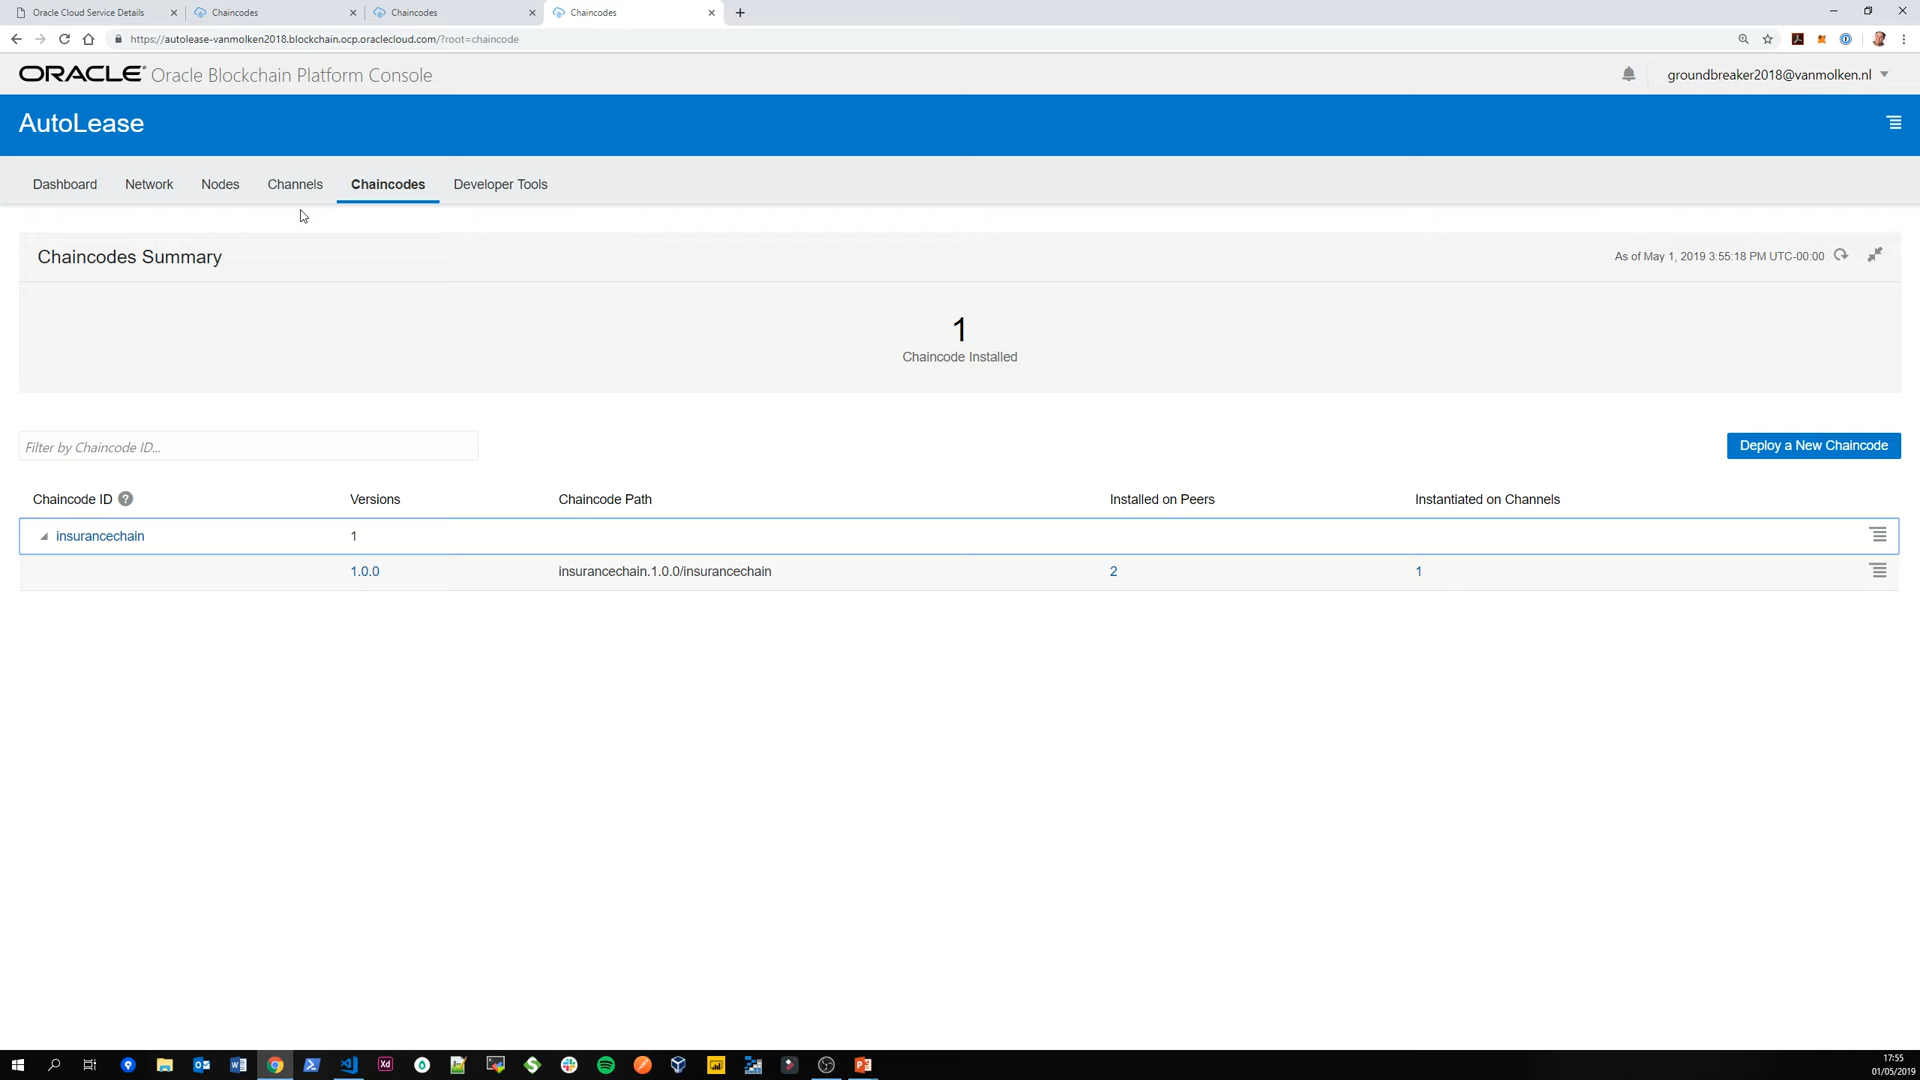 Oracle Cloud Service Details
Chaincodes
Chaincodes
Chaincodes
https://autolease-vanmolken2018.blockchain.ocp.oraclecloud.com/?root=chaincode
ORACLE Oracle Blockchain Platform Console
groundbreaker2018@vanmolken.nl
AutoLease
Dashboard Network Nodes Channels Chaincodes Developer Tools
Chaincodes Summary
As of May 1, 2019 3:55:18 PM UTC-00:00
1
Chaincode Installed
Filter by Chaincode ID...
Deploy a New Chaincode
Chaincode ID ? Versions Chaincode Path Installed on Peers Instantiated on Channels
insurancechain 1
1.0.0 insurancechain.1.0.0/insurancechain 2 1
17:55
01/05/2019